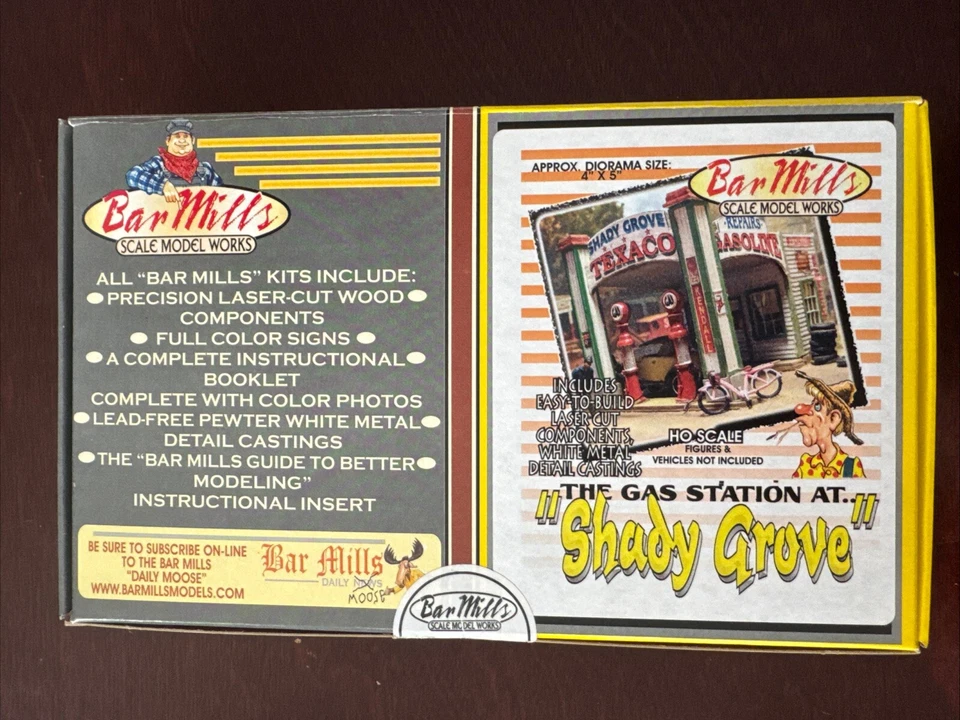 Bar Mills
SCALE MODEL WORKS
ALL "BAR MILLS" KITS INCLUDE:
PRECISION LASER-CUT WOOD
COMPONENTS
FULL COLOR SIGNS
A COMPLETE INSTRUCTIONAL
BOOKLET
COMPLETE WITH COLOR PHOTOS
LEAD-FREE PEWTER WHITE METAL
DETAIL CASTINGS
THE "BAR MILLS GUIDE TO BETTER
MODELING"
INSTRUCTIONAL INSERT
BE SURE TO SUBSCRIBE ON-LINE
TO THE BAR MILLS
"DAILY MOOSE"
WWW.BARMILLSMODELS.COM
Bar Mills
DAILY NEWS
MOOSE
Bar Mills
SCALE MODEL WORKS
APPROX. DIORAMA SIZE:
4" X 5"
Bar Mills
SCALE MODEL WORKS
SHADY GROVE
TEXACO
REPAIRS
GASOLINE
KENDALL
INCLUDES
EASY-TO-BUILD
LASER CUT
COMPONENTS,
WHITE METAL
DETAIL CASTINGS
HO SCALE
FIGURES &
VEHICLES NOT INCLUDED
THE GAS STATION AT...
"Shady Grove"